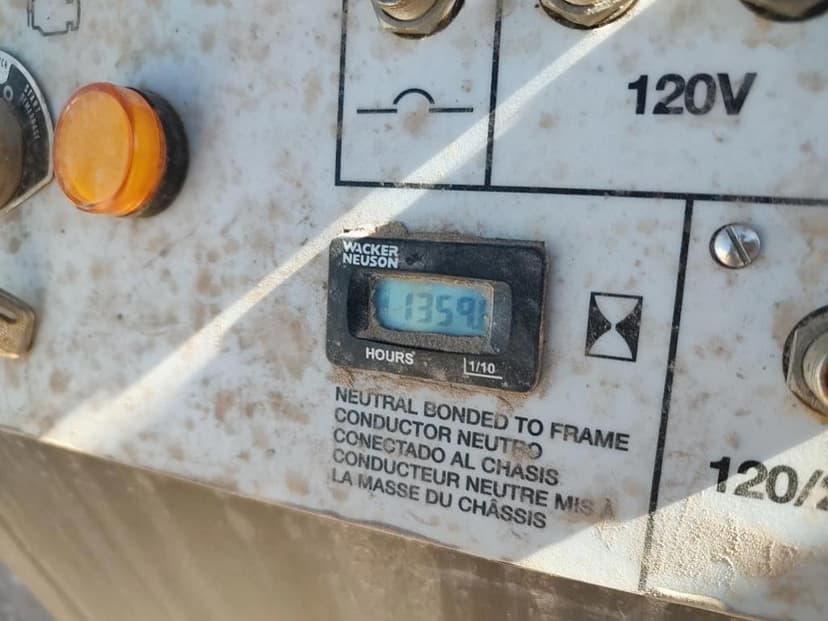 120V
WACKER
NEUSON
HOURS
1/10
NEUTRAL BONDED TO FRAME
CONDUCTOR NEUTRO
CONECTADO AL CHASIS
CONDUCTEUR NEUTRE MIS À
LA MASSE DU CHÂSSIS